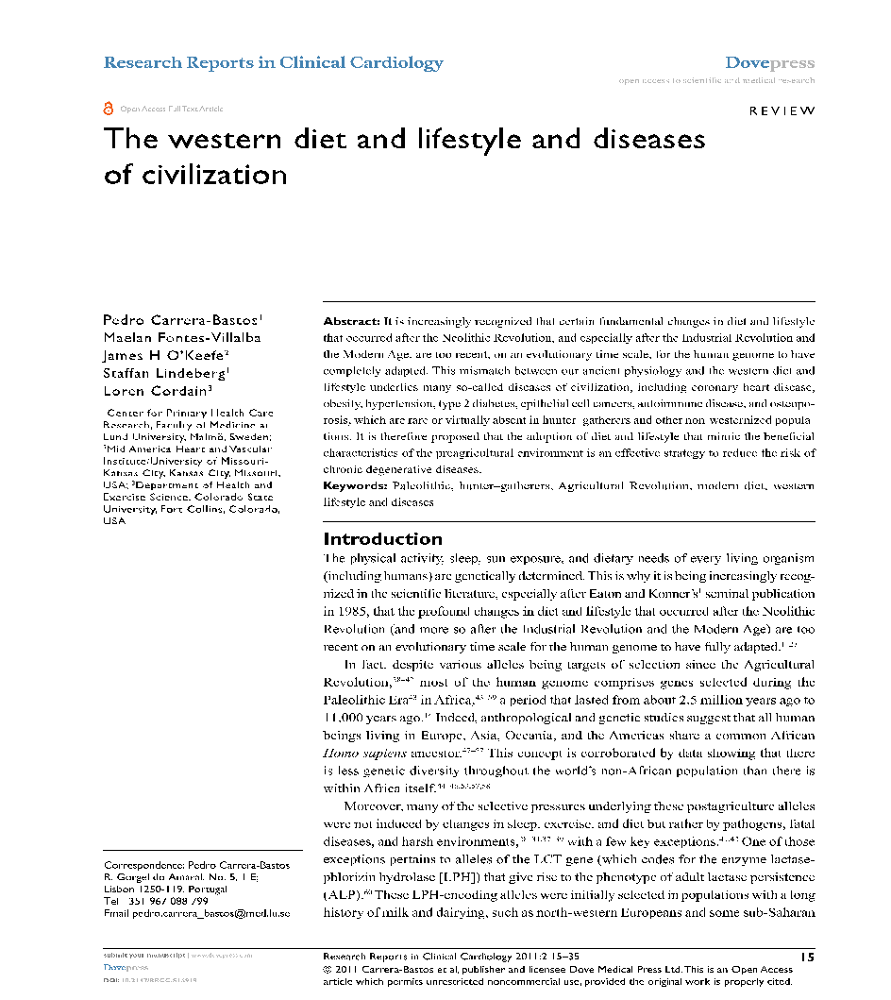 Research Reports in Clinical Cardiology
Dovepress
open access to scientific and medical research
Open Access Full Text Article
REVIEW
The western diet and lifestyle and diseases
of civilization
Pedro Carrera-Bastos¹
Maelan Fontes-Villalba
James H O'Keefe²
Staffan Lindeberg¹
Loren Cordain³
Center for Primary Health Care
Research, Faculty of Medicine at
Lund University, Malmö, Sweden;
²Mid America Heart and Vascular
Institute/University of Missouri-
Kansas City, Kansas City, Missouri,
USA; ³Department of Health and
Exercise Science, Colorado State
University, Fort Collins, Colorado,
USA
Correspondence: Pedro Carrera-Bastos
R. Gorgel do Amaral, No. 5, 1 E;
Lisbon 1250-119, Portugal
Tel 351 967 088 799
Email pedro.carrera_bastos@med.lu.se
Abstract: It is increasingly recognized that certain fundamental changes in diet and lifestyle
that occurred after the Neolithic Revolution, and especially after the Industrial Revolution and
the Modern Age, are too recent, on an evolutionary time scale, for the human genome to have
completely adapted. This mismatch between our ancient physiology and the western diet and
lifestyle underlies many so-called diseases of civilization, including coronary heart disease,
obesity, hypertension, type 2 diabetes, epithelial cell cancers, autoimmune disease, and osteopo-
rosis, which are rare or virtually absent in hunter–gatherers and other non-westernized popula-
tions. It is therefore proposed that the adoption of diet and lifestyle that mimic the beneficial
characteristics of the preagricultural environment is an effective strategy to reduce the risk of
chronic degenerative diseases.
Keywords: Paleolithic, hunter–gatherers, Agricultural Revolution, modern diet, western
lifestyle and diseases
Introduction
The physical activity, sleep, sun exposure, and dietary needs of every living organism
(including humans) are genetically determined. This is why it is being increasingly recog-
nized in the scientific literature, especially after Eaton and Konner's¹ seminal publication
in 1985, that the profound changes in diet and lifestyle that occurred after the Neolithic
Revolution (and more so after the Industrial Revolution and the Modern Age) are too
recent on an evolutionary time scale for the human genome to have fully adapted.
In fact, despite various alleles being targets of selection since the Agricultural
Revolution, most of the human genome comprises genes selected during the
Paleolithic Era in Africa, a period that lasted from about 2.5 million years ago to
11,000 years ago. Indeed, anthropological and genetic studies suggest that all human
beings living in Europe, Asia, Oceania, and the Americas share a common African
Homo sapiens ancestor. This concept is corroborated by data showing that there
is less genetic diversity throughout the world's non-African population than there is
within Africa itself.
Moreover, many of the selective pressures underlying these postagriculture alleles
were not induced by changes in sleep, exercise, and diet but rather by pathogens, fatal
diseases, and harsh environments, with a few key exceptions. One of those
exceptions pertains to alleles of the LCT gene (which codes for the enzyme lactase-
phlorizin hydrolase [LPH]) that give rise to the phenotype of adult lactase persistence
(ALP). These LPH-encoding alleles were initially selected in populations with a long
history of milk and dairying, such as north-western Europeans and some sub-Saharan
submit your manuscript | www.dovepress.com
Dovepress
DOI:
Research Reports in Clinical Cardiology 2011:2 15–35
15
© 2011 Carrera-Bastos et al, publisher and licensee Dove Medical Press Ltd. This is an Open Access
article which permits unrestricted noncommercial use, provided the original work is properly cited.